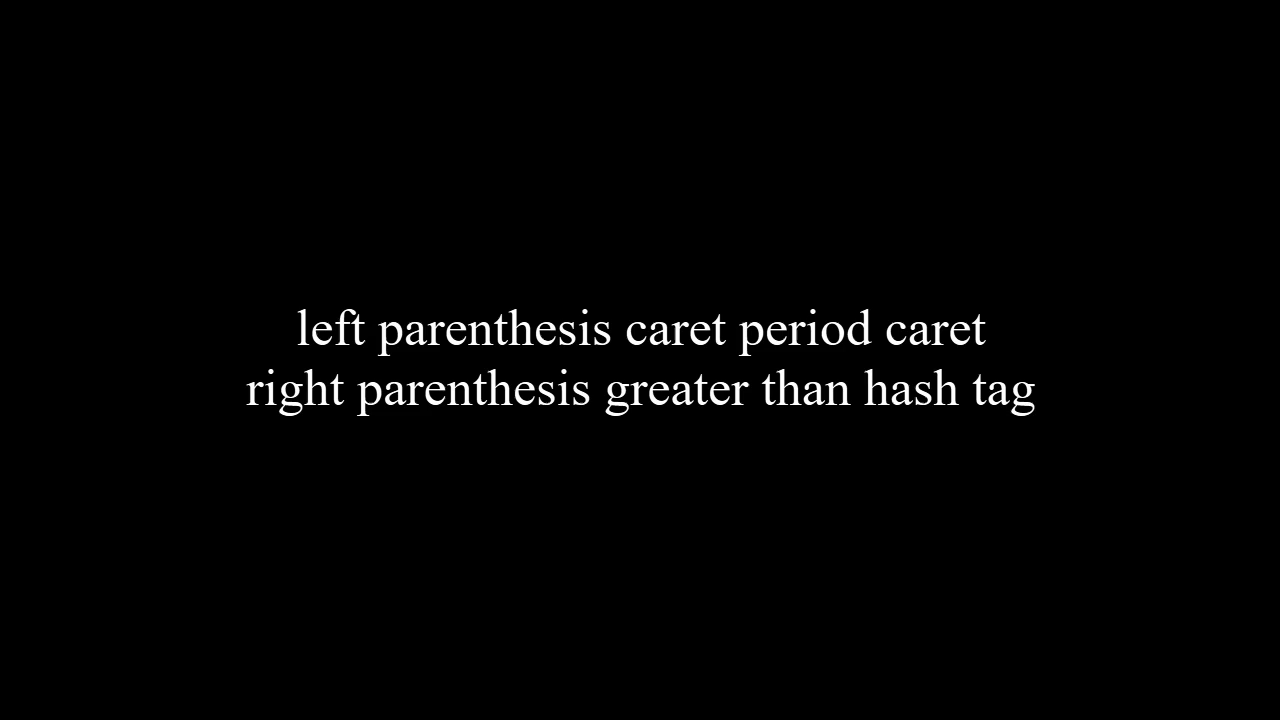 left parenthesis caret period caret
right parenthesis greater than hash tag